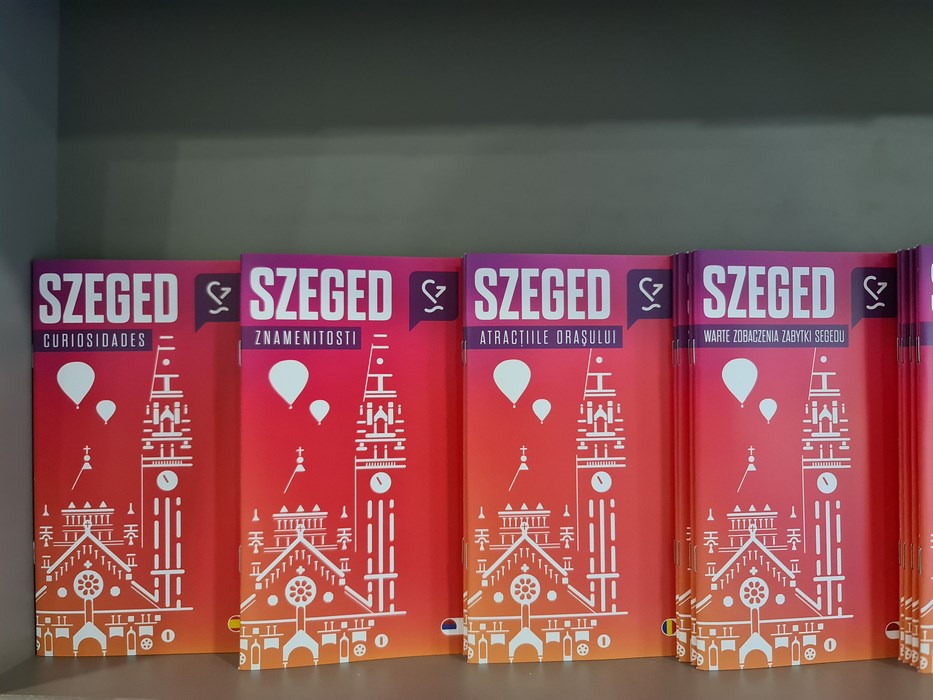 SZEGED
CURIOSIDADES
SZEGED
ZNAMENITOSTI
SZEGED
ATRACȚIILE ORAȘULUI
SZEGED
WARTE ZOBACZENIA ZABYTKI SEGEDU